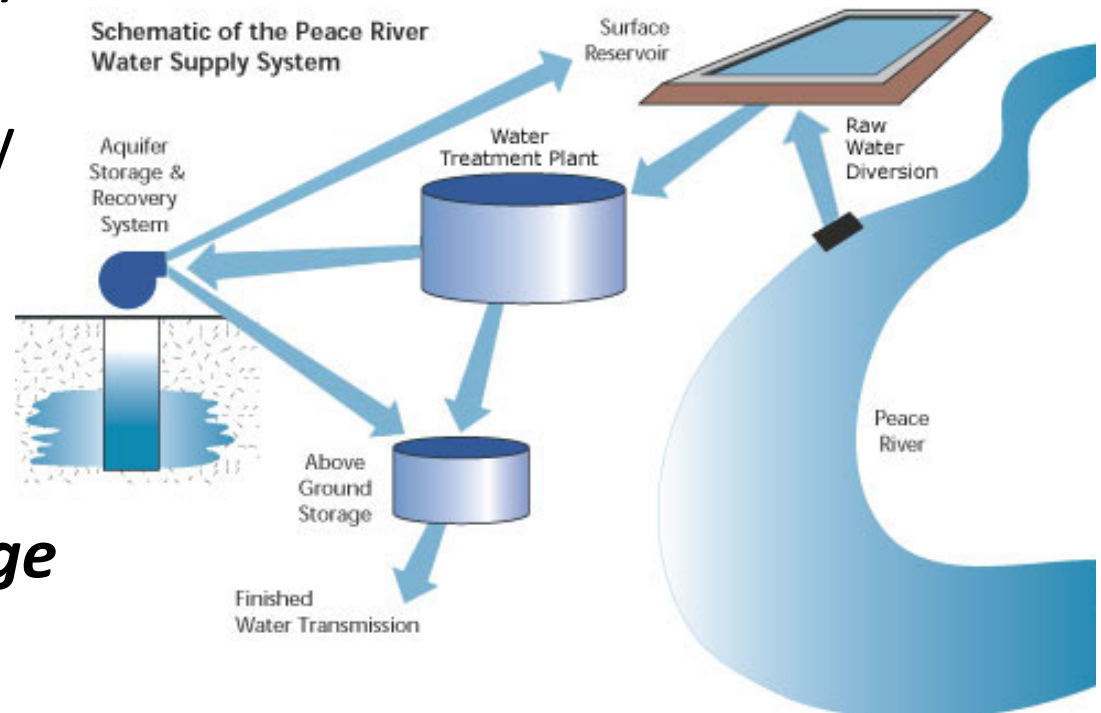 Schematic of the Peace River
Water Supply System
Surface
Reservoir
Water
Treatment Plant
Raw
Water
Diversion
Aquifer
Storage &
Recovery
System
Peace
River
Above
Ground
Storage
ge
Finished
Water Transmission